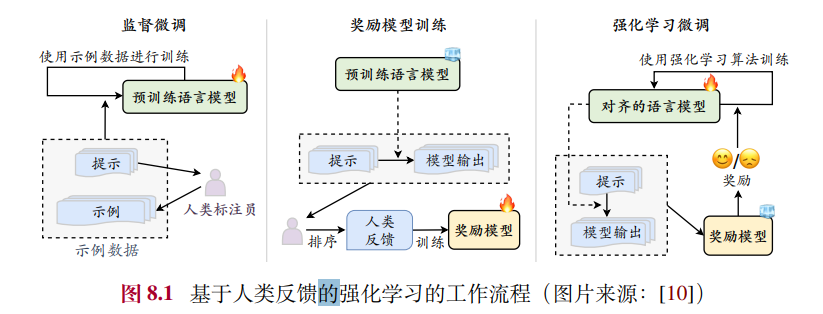 监督微调
使用示例数据进行训练
预训练语言模型
提示
示例
人类标注员
示例数据
奖励模型训练
预训练语言模型
提示
模型输出
排序
人类
反馈
训练
奖励模型
强化学习微调
使用强化学习算法训练
对齐的语言模型
/
奖励
提示
模型输出
奖励模型
图 8.1 基于人类反馈的强化学习的工作流程（图片来源：[10]）